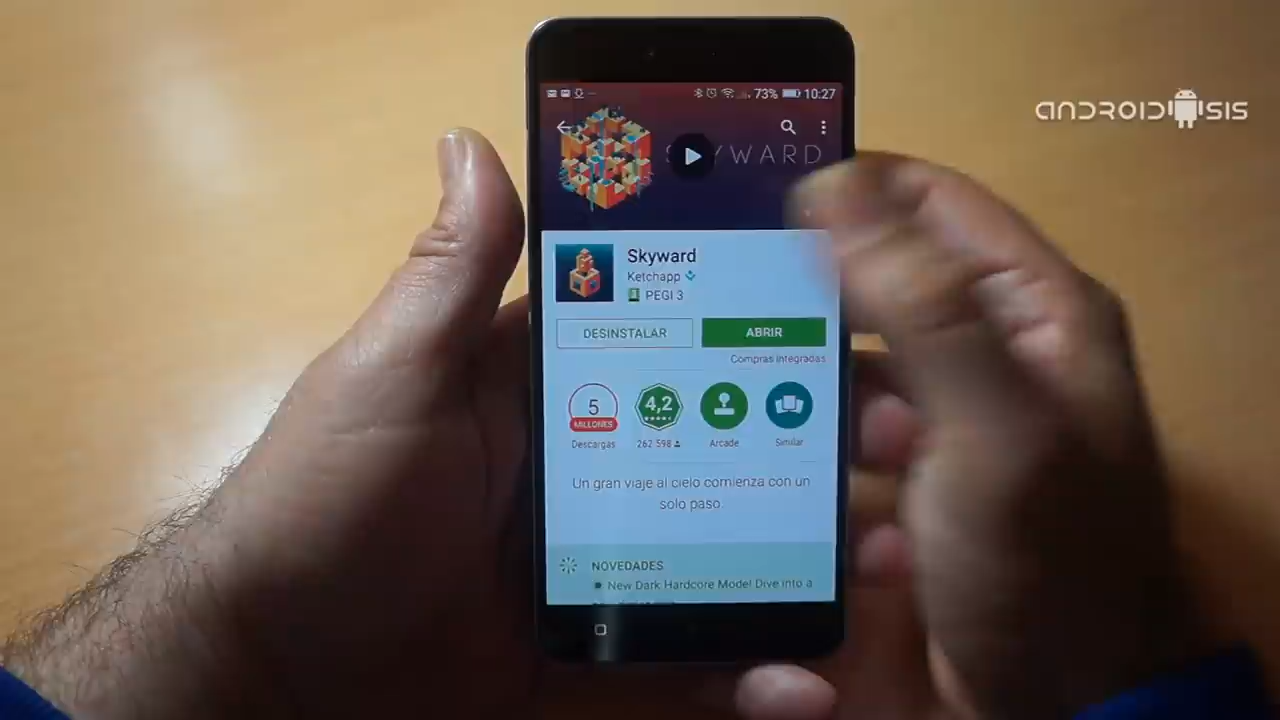 ANDROIDSIS
73% 10:27
SKYWARD
Skyward
Ketchapp
3 PEGI 3
DESINSTALAR
ABRIR
Compras integradas
5
MILLONES
4,2
Descargas
262 598
Arcade
Similar
Un gran viaje al cielo comienza con un
solo paso.
NOVEDADES
New Dark Hardcore Mode! Dive into a